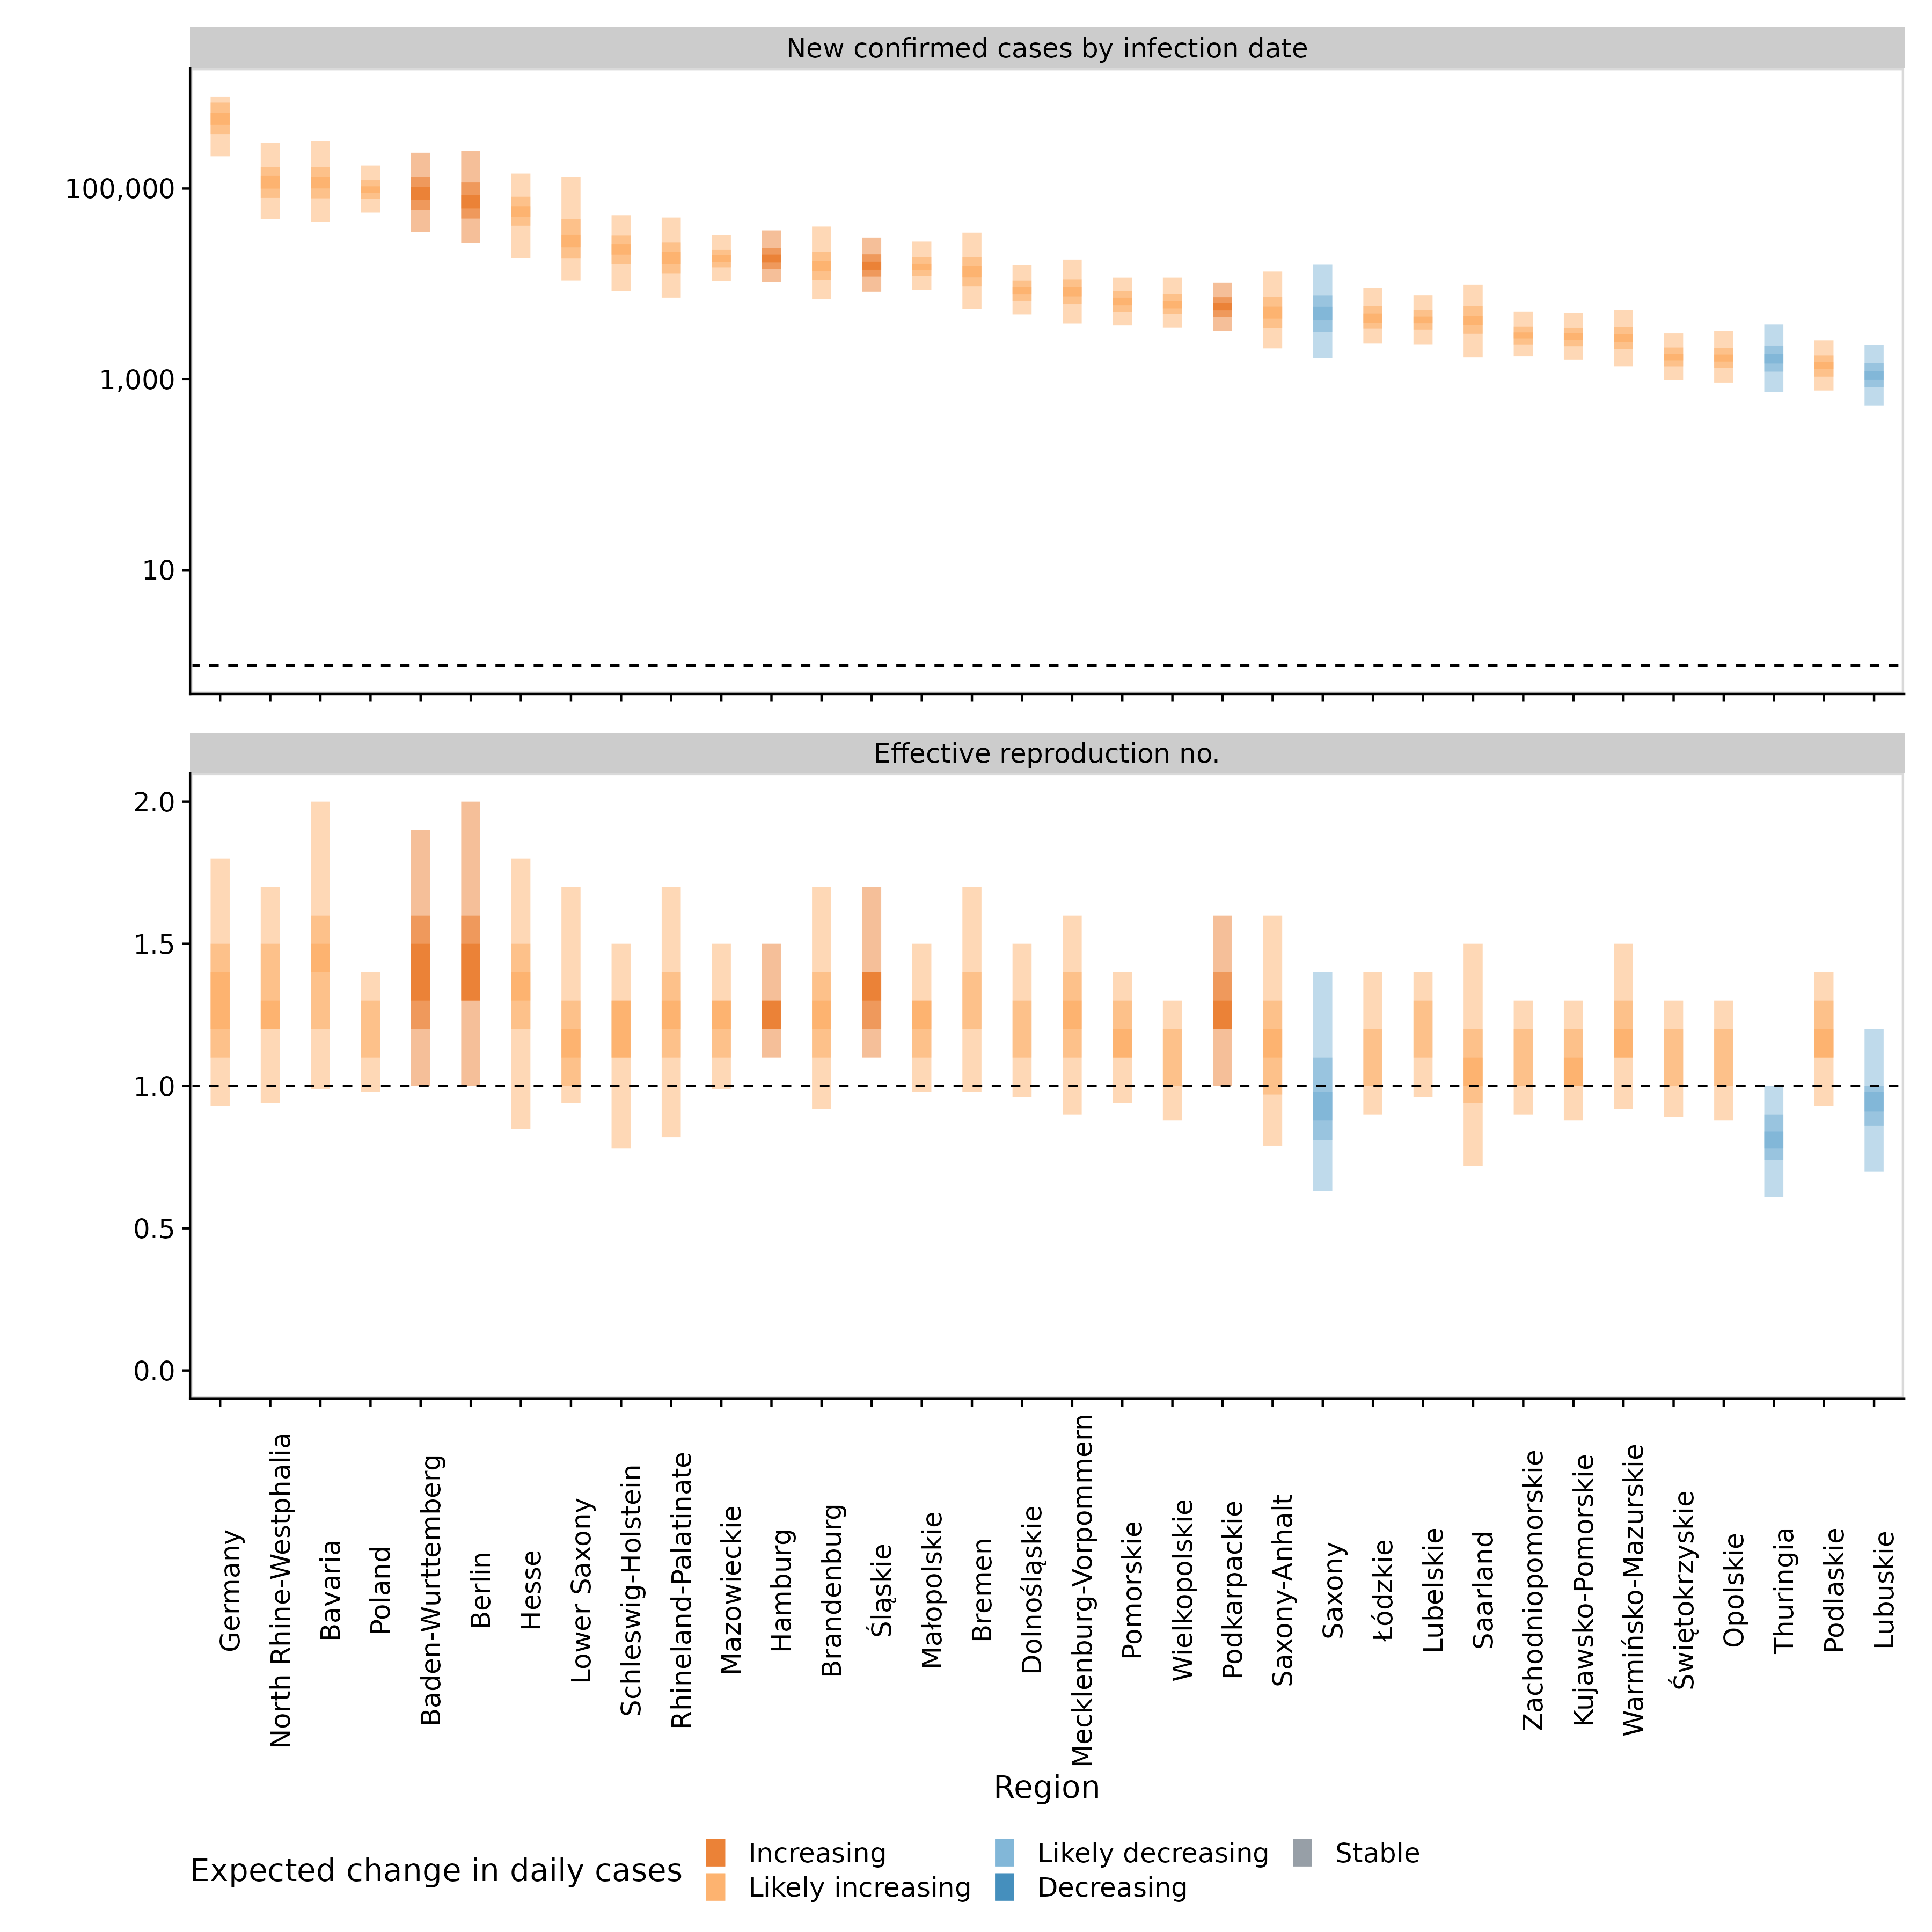 New confirmed cases by infection date
100,000
1,000
10
Effective reproduction no.
2.0
1.5
1.0
0.5
0.0
Germany
North Rhine-Westphalia
Bavaria
Poland
Baden-Wurttemberg
Berlin
Hesse
Lower Saxony
Schleswig-Holstein
Rhineland-Palatinate
Mazowieckie
Hamburg
Brandenburg
Śląskie
Małopolskie
Bremen
Dolnośląskie
Mecklenburg-Vorpommern
Pomorskie
Wielkopolskie
Podkarpackie
Saxony-Anhalt
Saxony
Łódzkie
Lubelskie
Saarland
Zachodniopomorskie
Kujawsko-Pomorskie
Warmińsko-Mazurskie
Świętokrzyskie
Opolskie
Thuringia
Podlaskie
Lubuskie
Region
Expected change in daily cases
Increasing
Likely increasing
Likely decreasing
Decreasing
Stable